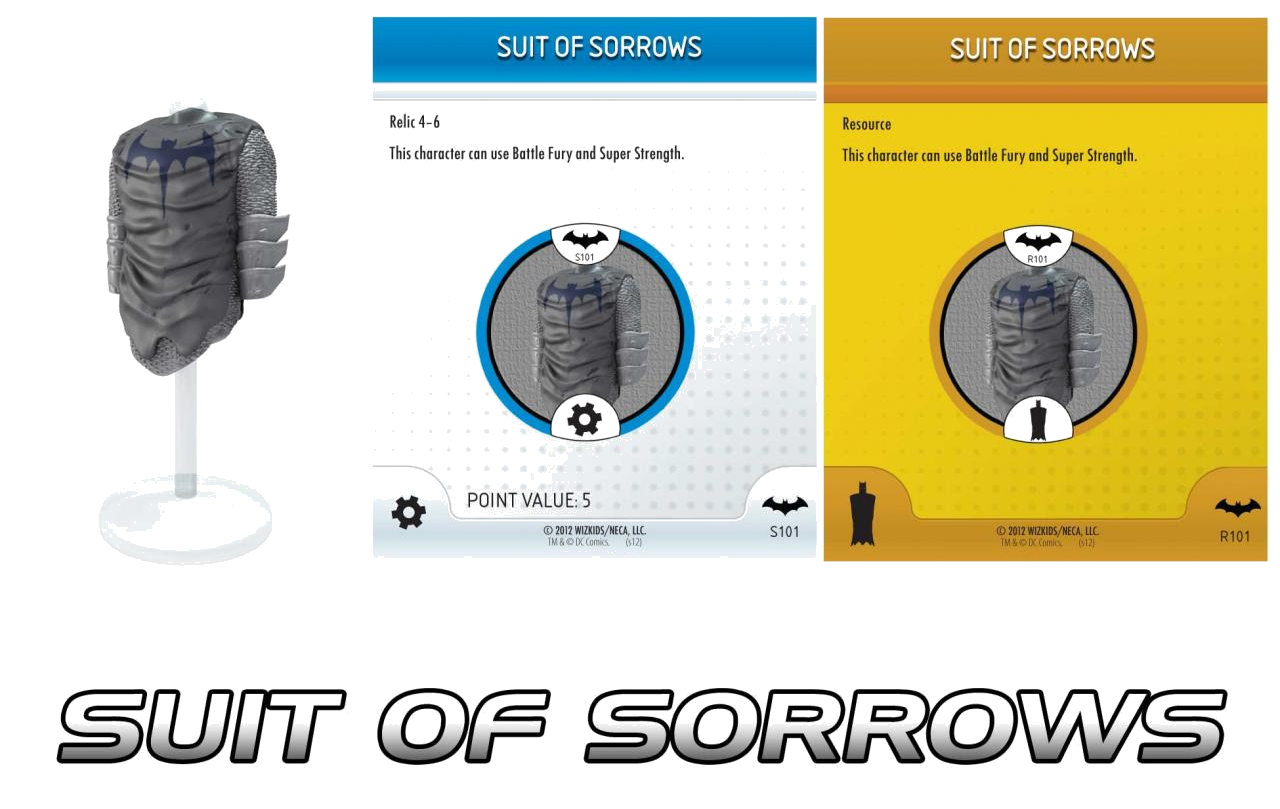 SUIT OF SORROWS
Relic 4-6
This character can use Battle Fury and Super Strength.
S101
POINT VALUE: 5
© 2012 WIZKIDS/NECA, LLC.
TM & © DC Comics. (s12)
S101
SUIT OF SORROWS
Resource
This character can use Battle Fury and Super Strength.
R101
© 2012 WIZKIDS/NECA, LLC.
TM & © DC Comics. (s12)
R101
SUIT OF SORROWS